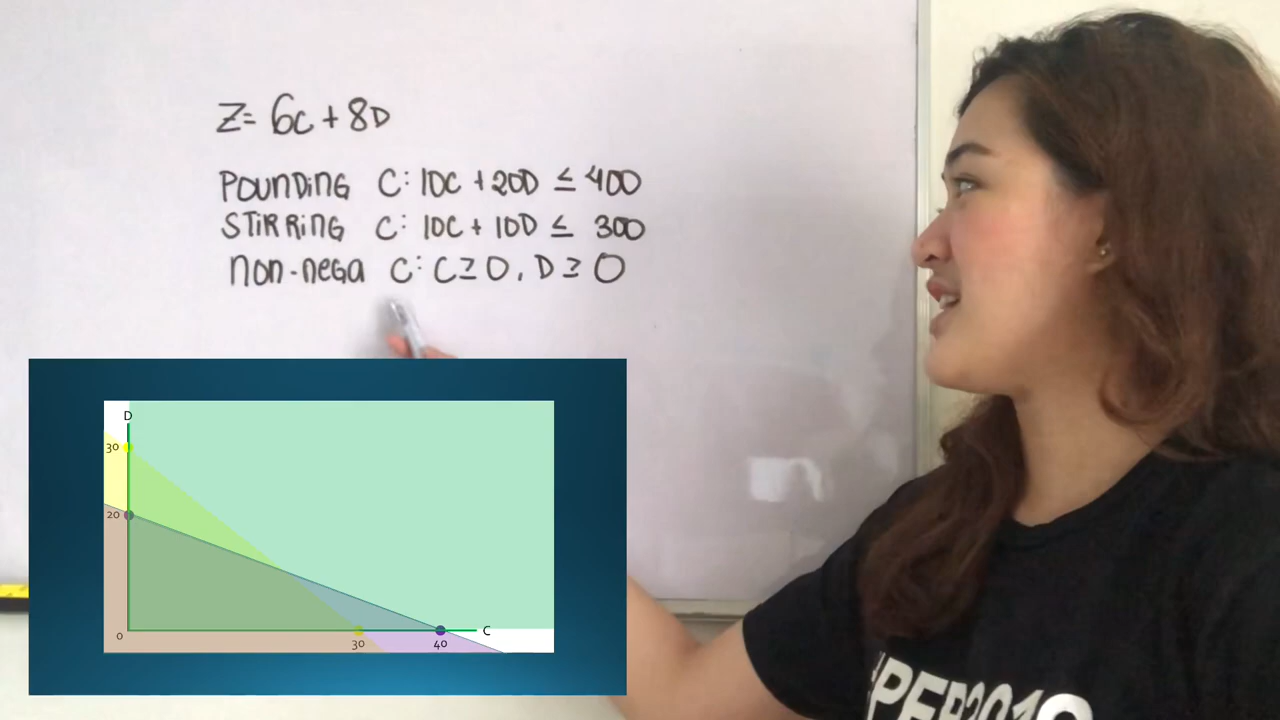 Z= 6C + 8D
POUNDING C: 10C + 20D ≤ 400
STIRRING C: 10C + 10D ≤ 300
NON-NEGA C: C ≥ 0, D ≥ 0
D
30
20
0
30
40
C